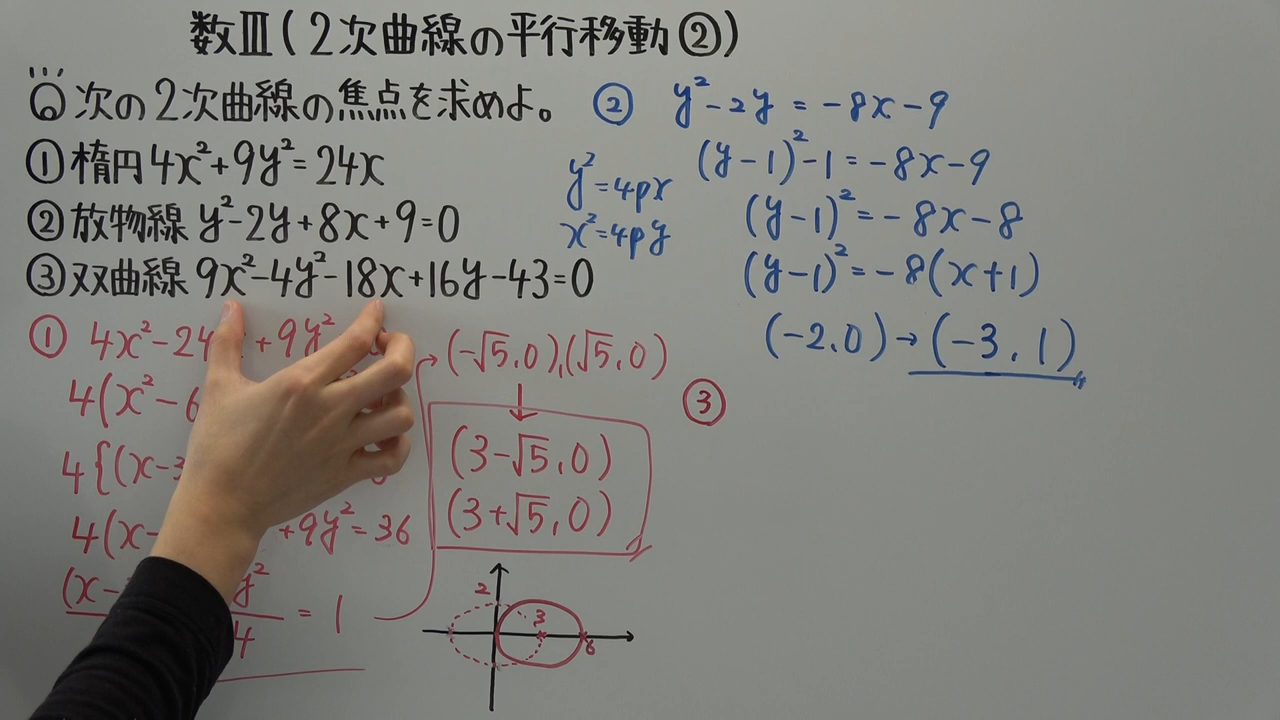 数Ⅲ(2次曲線の平行移動②)
Q 次の2次曲線の焦点を求めよ。
①楕円 4x²+9y²=24x
②放物線 y²-2y+8x+9=0
③双曲線 9x²-4y²-18x+16y-43=0
① 4x²-24 +9y²
4(x²-6
4{(x-3
4(x- +9y²=36
(x- y²/4 = 1
→(-√5,0),(√5,0)
↓
(3-√5,0)
(3+√5,0)
2
3
6
② y²-2y=-8x-9
y²=4px
x²=4py
(y-1)²-1=-8x-9
(y-1)²=-8x-8
(y-1)²=-8(x+1)
(-2,0)→(-3,1)
③